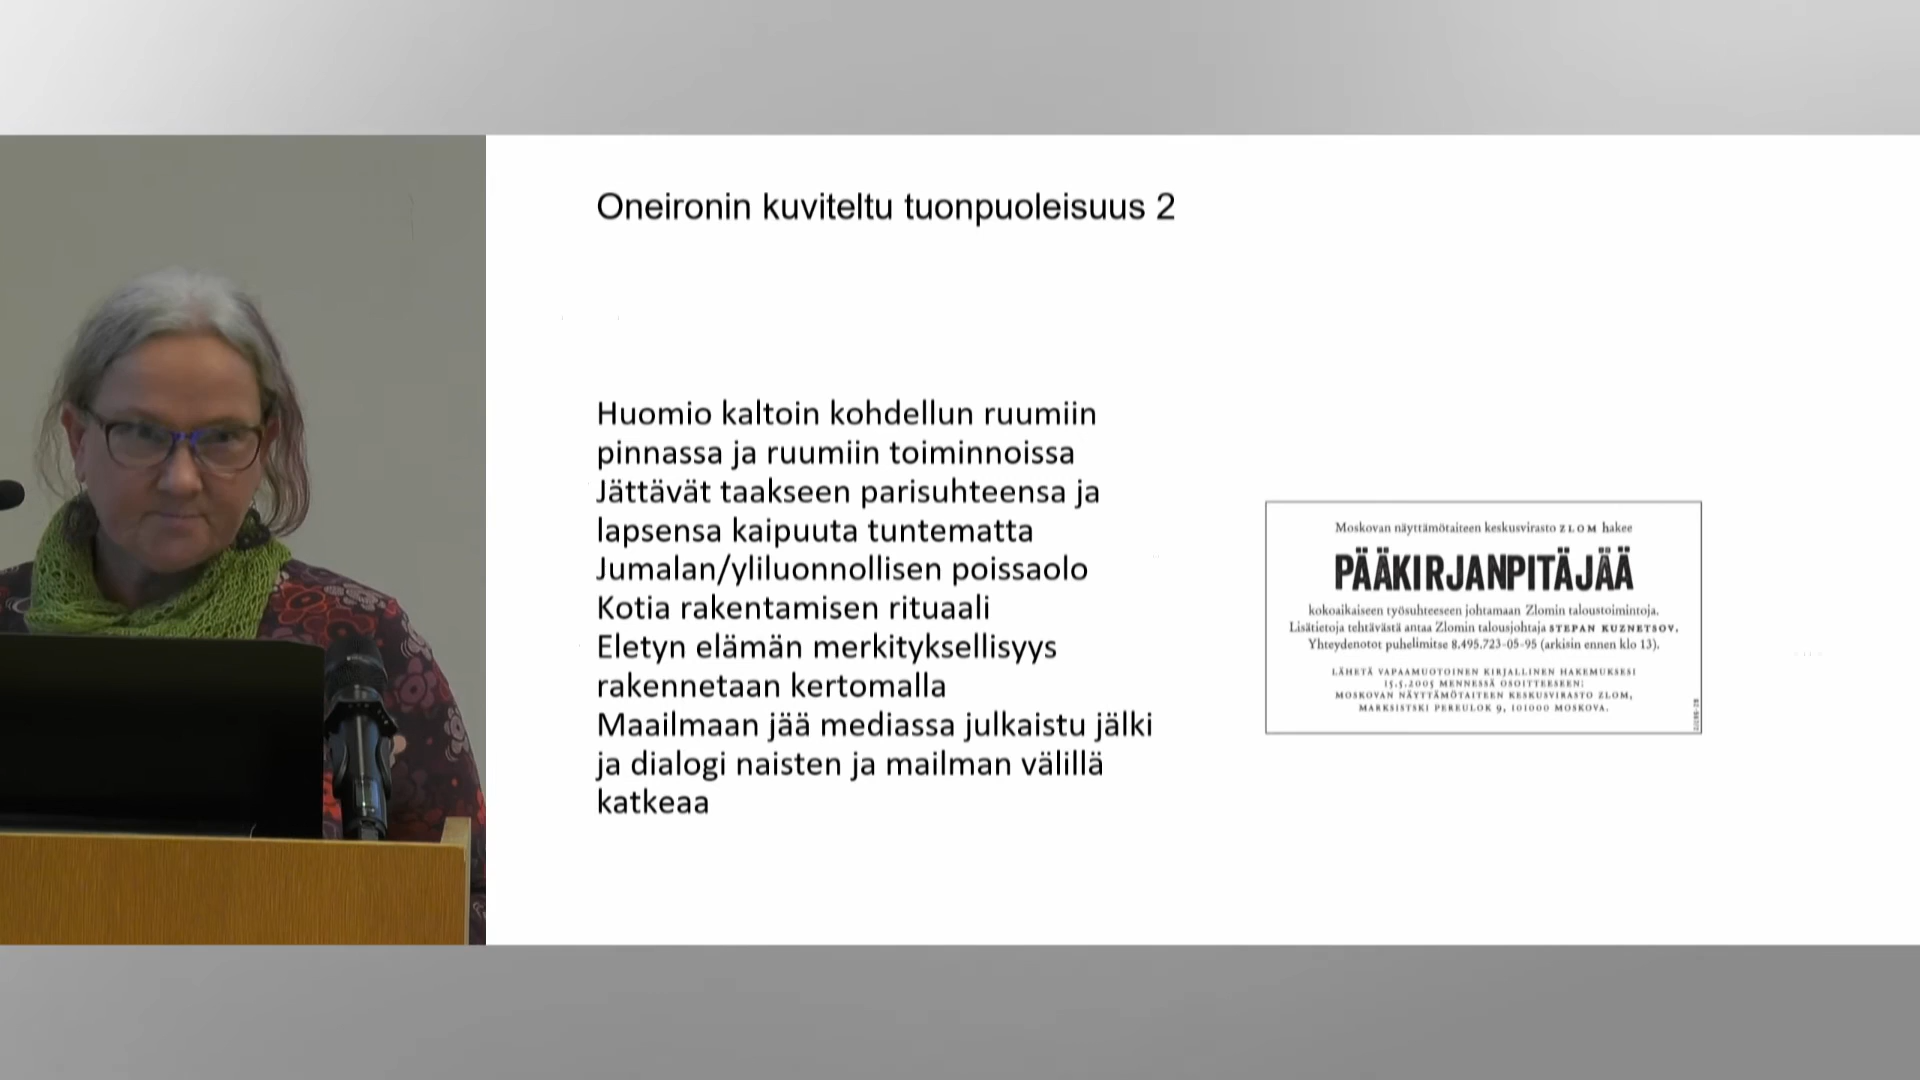 Oneironin kuviteltu tuonpuoleisuus 2
Huomio kaltoin kohdellun ruumiin
pinnassa ja ruumiin toiminnoissa
Jättävät taakseen parisuhteensa ja
lapsensa kaipuuta tuntematta
Jumalan/yliluonnollisen poissaolo
Kotia rakentamisen rituaali
Eletyn elämän merkityksellisyys
rakennetaan kertomalla
Maailmaan jää mediassa julkaistu jälki
ja dialogi naisten ja mailman välillä
katkeaa
Moskovan näyttämötaiteen keskusvirasto ZLOM hakee
PÄÄKIRJANPITÄJÄÄ
kokoaikaiseen työsuhteeseen johtamaan Zlomin taloustoimintoja.
Lisätietoja tehtävästä antaa Zlomin talousjohtaja STEPAN KUZNETSOV.
Yhteydenotot puhelimitse 8.495.723-05-95 (arkisin ennen klo 13).
LÄHETÄ VAPAAMUOTOINEN KIRJALLINEN HAKEMUKSESI
15.5.2005 MENNESSÄ OSOITTEESEEN:
MOSKOVAN NÄYTTÄMÖTAITEEN KESKUSVIRASTO ZLOM,
MARKSISTSKI PEREULOK 9, 101000 MOSKOVA.